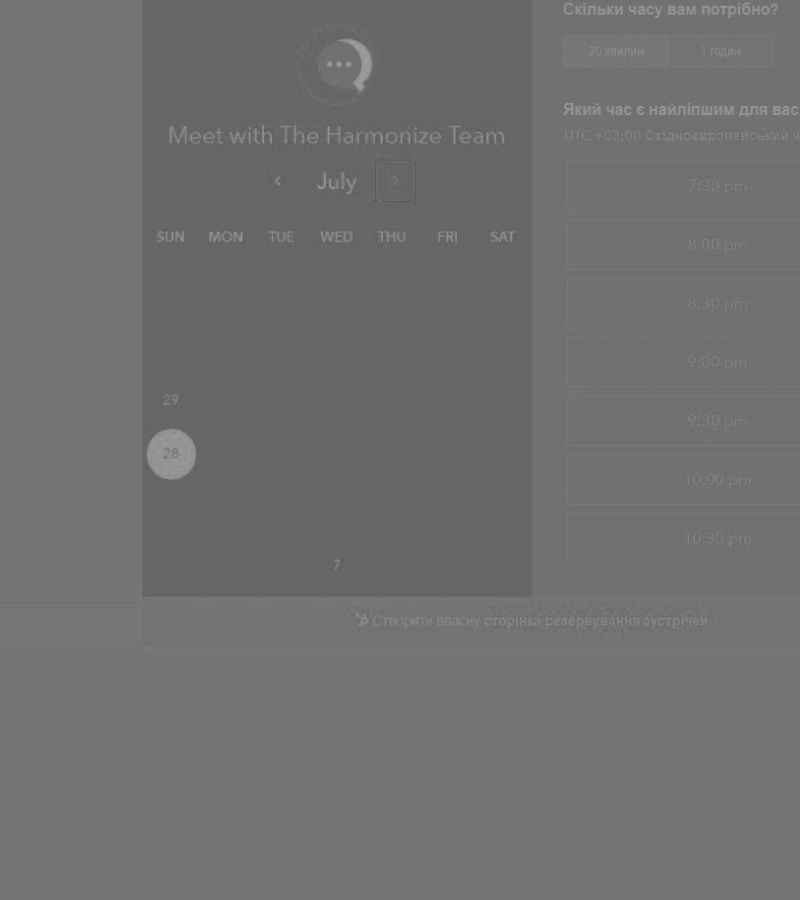 Meet with The Harmonize Team
July
SUN MON TUE WED THU FRI SAT
29
28
7
Скільки часу вам потрібно?
30 хвилин 1 годин
Який час є найліпшим для вас
UTC +03:00 Східноєвропейський ч
7:30 pm
8:00 pm
8:30 pm
9:00 pm
9:30 pm
10:00 pm
10:30 pm
Створити власну сторінка резервування зустрічей